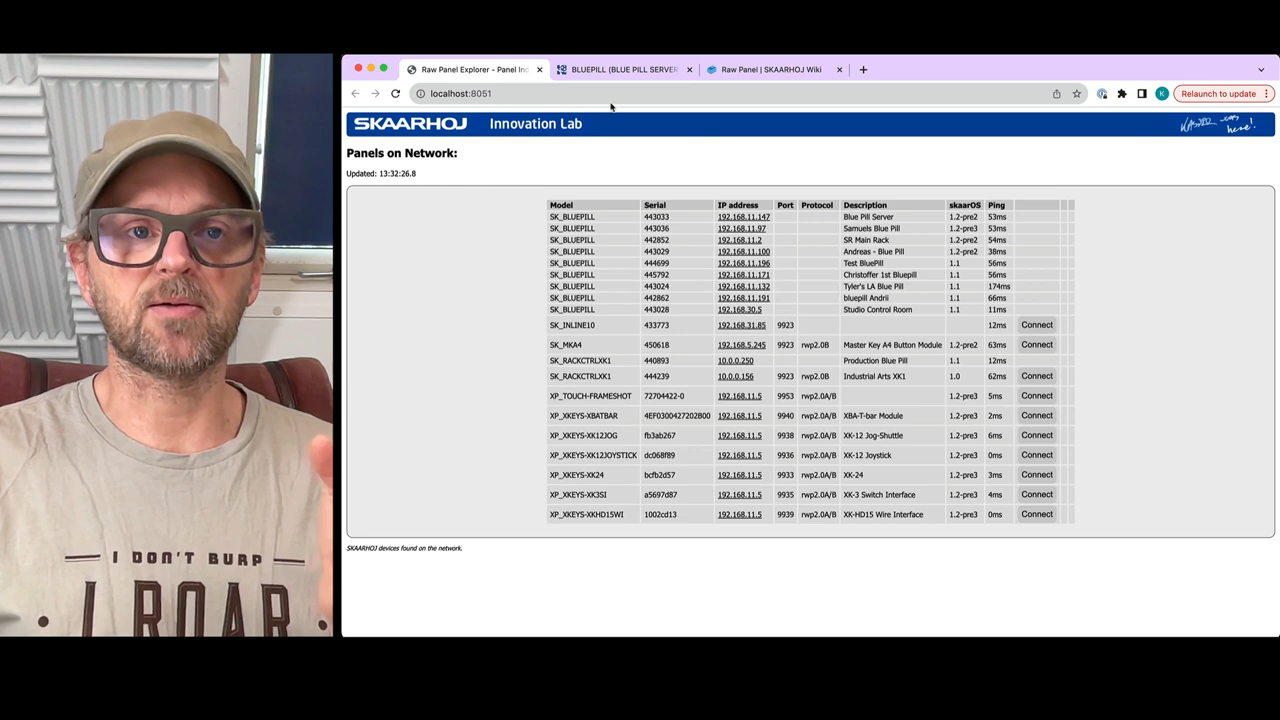 Raw Panel Explorer - Panel In
BLUEPILL (BLUE PILL SERVER
Raw Panel | SKAARHOJ Wiki
localhost:8051
K
Relaunch to update
SKAARHOJ Innovation Lab
here!
Panels on Network:
Updated: 13:32:26.8
Model Serial IP address Port Protocol Description skaarOS Ping
SK_BLUEPILL 443033 192.168.11.147 Blue Pill Server 1.2-pre2 53ms
SK_BLUEPILL 443036 192.168.11.97 Samuels Blue Pill 1.2-pre3 53ms
SK_BLUEPILL 442852 192.168.11.2 SR Main Rack 1.2-pre2 54ms
SK_BLUEPILL 443029 192.168.11.100 Andreas - Blue Pill 1.2-pre2 38ms
SK_BLUEPILL 444699 192.168.11.196 Test BluePill 1.1 56ms
SK_BLUEPILL 445792 192.168.11.171 Christoffer 1st Bluepill 1.1 56ms
SK_BLUEPILL 443024 192.168.11.132 Tyler's LA Blue Pill 1.1 174ms
SK_BLUEPILL 442862 192.168.11.191 bluepill Andrii 1.1 66ms
SK_BLUEPILL 443028 192.168.30.5 Studio Control Room 1.1 11ms
SK_INLINE10 433773 192.168.31.85 9923 12ms Connect
SK_MKA4 450618 192.168.5.245 9923 rwp2.0B Master Key A4 Button Module 1.2-pre2 63ms Connect
SK_RACKCTRLXK1 440893 10.0.0.250 Production Blue Pill 1.1 12ms
SK_RACKCTRLXK1 444239 10.0.0.156 9923 rwp2.0B Industrial Arts XK1 1.0 62ms Connect
XP_TOUCH-FRAMESHOT 72704422-0 192.168.11.5 9953 rwp2.0A/B 1.2-pre3 5ms Connect
XP_XKEYS-XBATBAR 4EF0300427202B00 192.168.11.5 9940 rwp2.0A/B XBA-T-bar Module 1.2-pre3 2ms Connect
XP_XKEYS-XK12JOG fb3ab267 192.168.11.5 9938 rwp2.0A/B XK-12 Jog-Shuttle 1.2-pre3 6ms Connect
XP_XKEYS-XK12JOYSTICK dc068f89 192.168.11.5 9936 rwp2.0A/B XK-12 Joystick 1.2-pre3 0ms Connect
XP_XKEYS-XK24 bcfb2d57 192.168.11.5 9933 rwp2.0A/B XK-24 1.2-pre3 3ms Connect
XP_XKEYS-XK3SI a5697d87 192.168.11.5 9935 rwp2.0A/B XK-3 Switch Interface 1.2-pre3 4ms Connect
XP_XKEYS-XKHD15WI 1002cd13 192.168.11.5 9939 rwp2.0A/B XK-HD15 Wire Interface 1.2-pre3 0ms Connect
SKAARHOJ devices found on the network.
I DON'T BURP
I ROAR